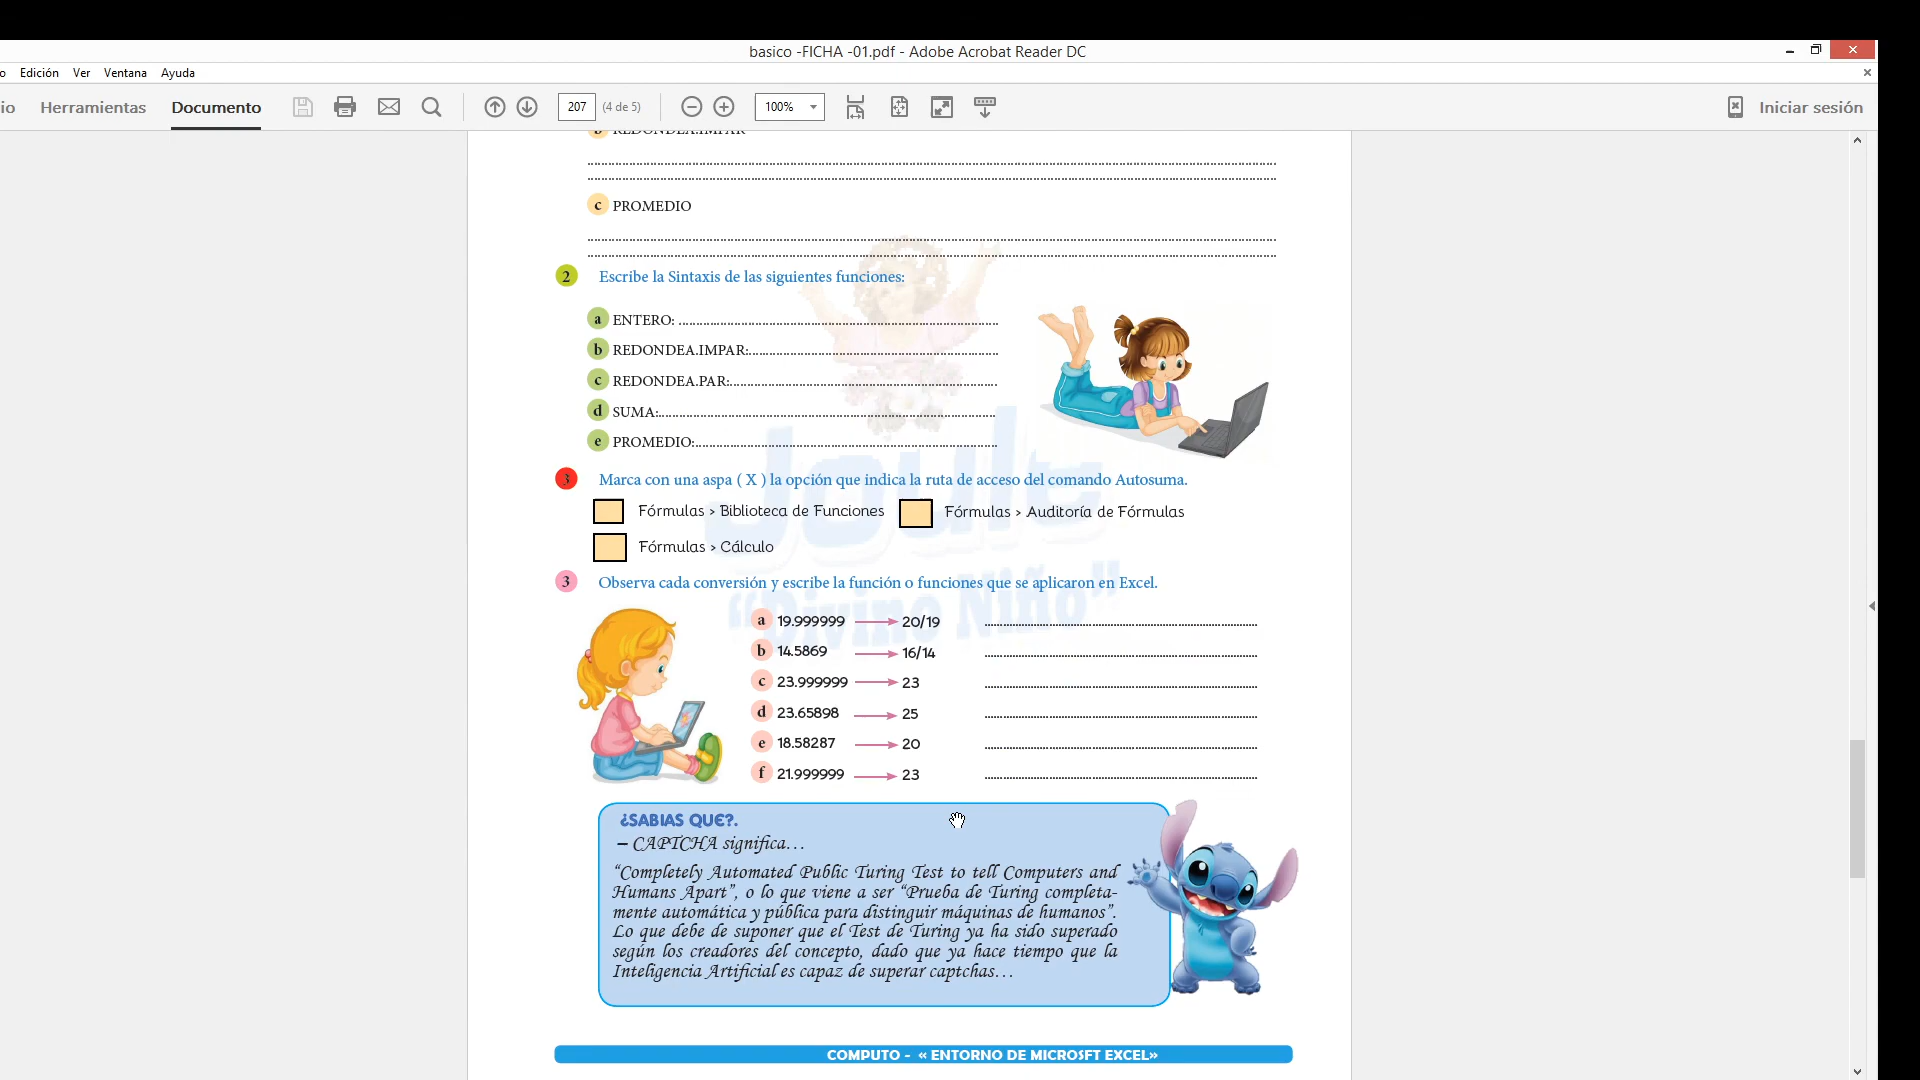 basico -FICHA -01.pdf - Adobe Acrobat Reader DC
o Edición Ver Ventana Ayuda
io Herramientas Documento 207 (4 de 5) 100% Iniciar sesión
b REDONDEA.IMPAR
c PROMEDIO
2 Escribe la Sintaxis de las siguientes funciones:
a ENTERO:
b REDONDEA.IMPAR:
c REDONDEA.PAR:
d SUMA:
e PROMEDIO:
3 Marca con una aspa ( X ) la opción que indica la ruta de acceso del comando Autosuma.
Fórmulas > Biblioteca de Funciones Fórmulas > Auditoría de Fórmulas
Fórmulas > Cálculo
3 Observa cada conversión y escribe la función o funciones que se aplicaron en Excel.
a 19.999999 20/19
b 14.5869 16/14
c 23.999999 23
d 23.65898 25
e 18.58287 20
f 21.999999 23
Joule
“Divino Niño”
¿SABIAS QUE?.
– CAPTCHA significa…
“Completely Automated Public Turing Test to tell Computers and
Humans Apart”, o lo que viene a ser “Prueba de Turing completa-
mente automática y pública para distinguir máquinas de humanos”.
Lo que debe de suponer que el Test de Turing ya ha sido superado
según los creadores del concepto, dado que ya hace tiempo que la
Inteligencia Artificial es capaz de superar captchas…
COMPUTO - « ENTORNO DE MICROSFT EXCEL»